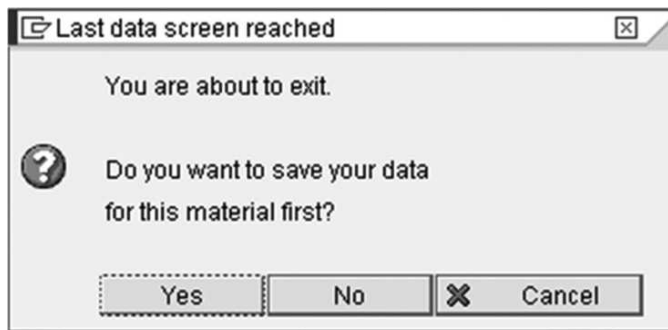 Last data screen reached
You are about to exit.
Do you want to save your data
for this material first?
Yes No Cancel